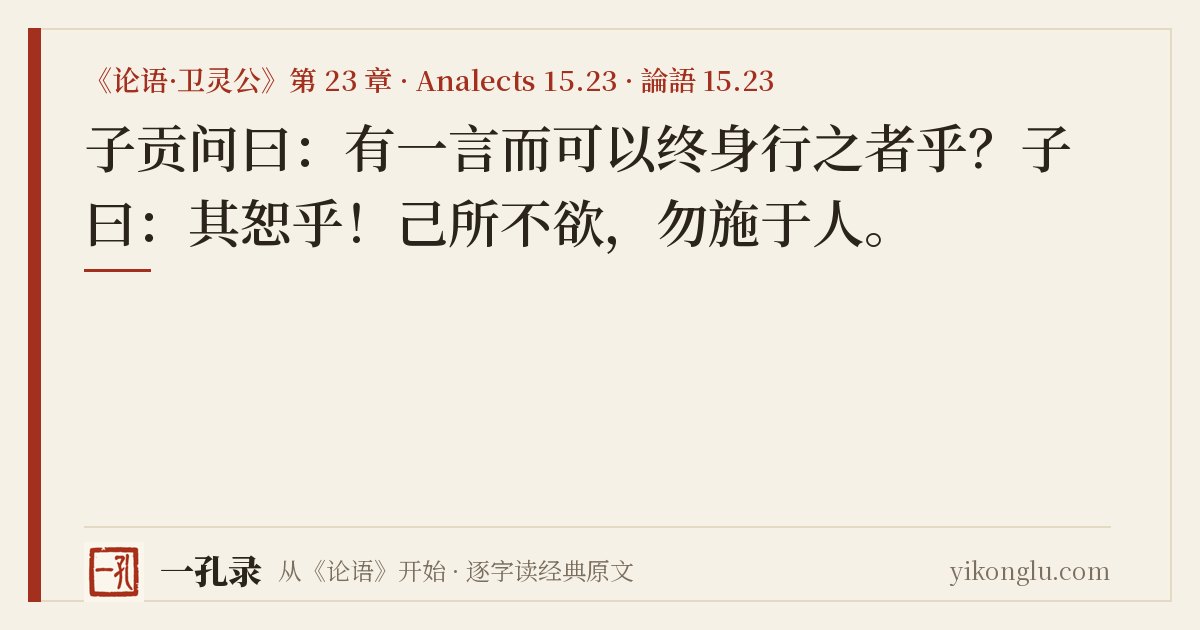 《论语·卫灵公》第 23 章 · Analects 15.23 · 論語 15.23
子贡问曰：有一言而可以终身行之者乎？子
曰：其恕乎！己所不欲，勿施于人。
一孔
一孔录 从《论语》开始 · 逐字读经典原文 yikonglu.com